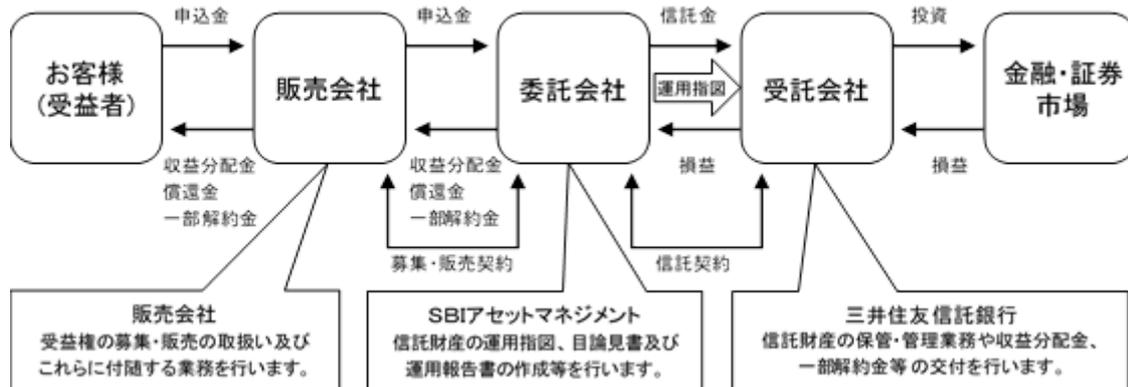 申込金
申込金
信託金
投資
お客様
(受益者)
販売会社
委託会社
運用指図
受託会社
金融・証券
市場
収益分配金
償還金
一部解約金
収益分配金
償還金
一部解約金
損益
損益
募集・販売契約
信託契約
販売会社
受益権の募集・販売の取扱い及び
これらに付随する業務を行います。
SBIアセットマネジメント
信託財産の運用指図、目論見書及び
運用報告書の作成等を行います。
三井住友信託銀行
信託財産の保管・管理業務や収益分配金、
一部解約金等の交付を行います。